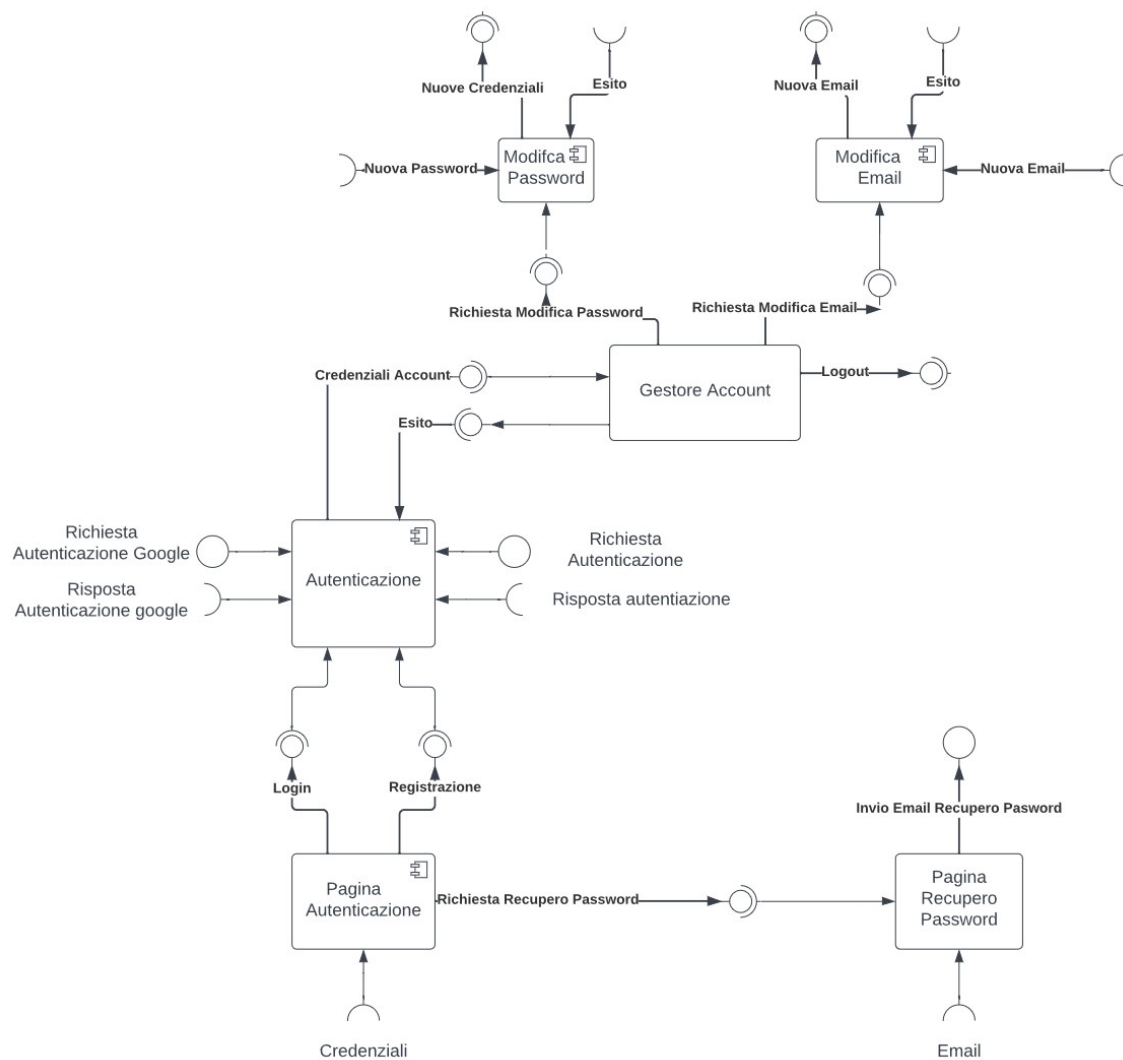 Nuove Credenziali
Esito
Nuova Email
Esito
Modifca
Password
Modifica
Email
Nuova Password
Nuova Email
Richiesta Modifica Password
Richiesta Modifica Email
Credenziali Account
Logout
Gestore Account
Esito
Richiesta
Autenticazione Google
Richiesta
Autenticazione
Autenticazione
Risposta
Autenticazione google
Risposta autentiazione
Login
Registrazione
Invio Email Recupero Pasword
Pagina
Autenticazione
Richiesta Recupero Password
Pagina
Recupero
Password
Credenziali
Email